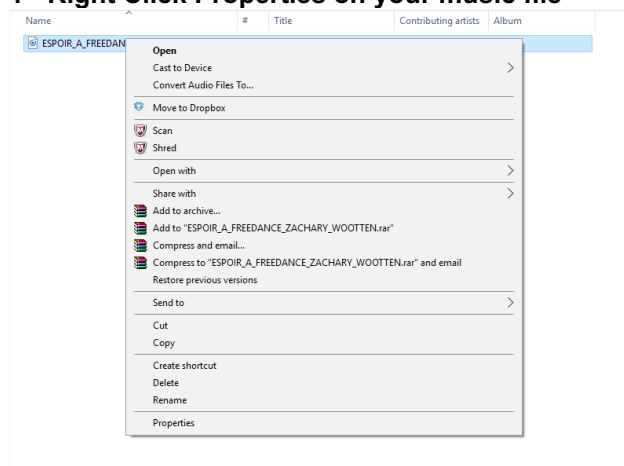 Right Click Properties on your music file
Name # Title Contributing artists Album
ESPOIR_A_FREEDAN
Open
Cast to Device
Convert Audio Files To...
Move to Dropbox
Scan
Shred
Open with
Share with
Add to archive...
Add to "ESPOIR_A_FREEDANCE_ZACHARY_WOOTTEN.rar"
Compress and email...
Compress to "ESPOIR_A_FREEDANCE_ZACHARY_WOOTTEN.rar" and email
Restore previous versions
Send to
Cut
Copy
Create shortcut
Delete
Rename
Properties